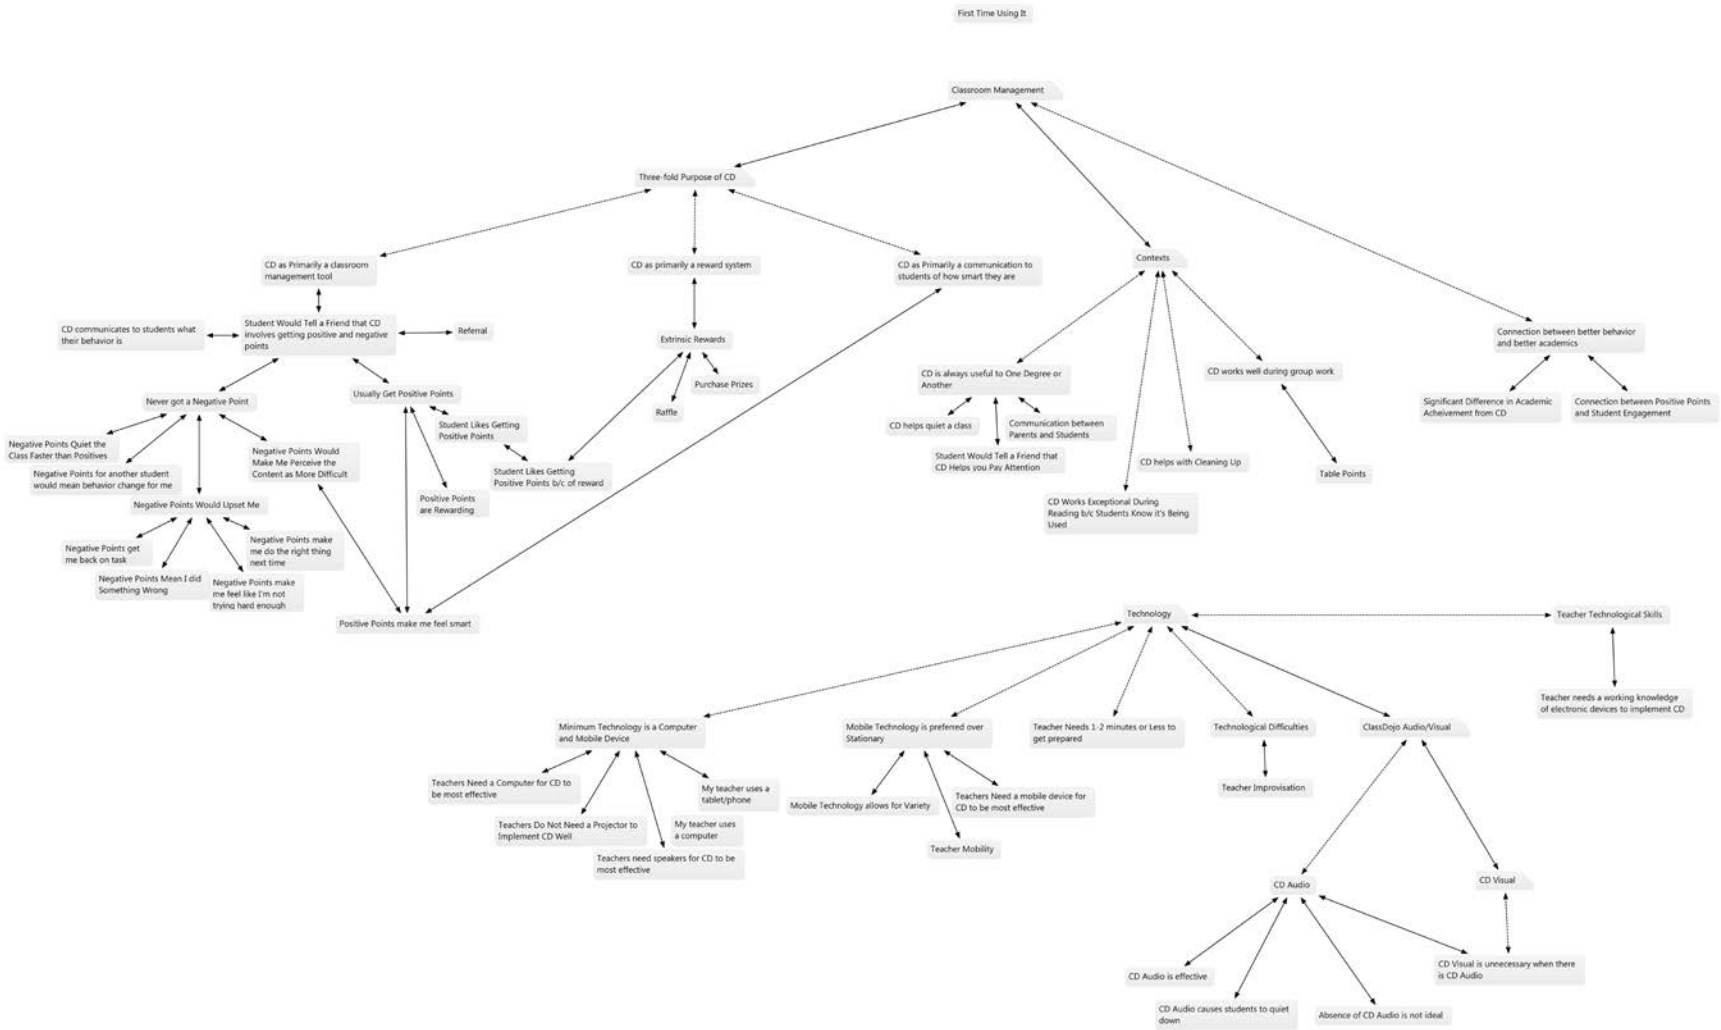 First Time Using It
Classroom Management
Three-fold Purpose of CD
CD as Primarily a classroom
management tool
CD as primarily a reward system
CD as Primarily a communication to
students of how smart they are
Contexts
CD communicates to students what
their behavior is
Student Would Tell a Friend that CD
involves getting positive and negative
points
Referral
Extrinsic Rewards
Connection between better behavior
and better academics
Never got a Negative Point
Usually Get Positive Points
Purchase Prizes
Raffle
CD is always useful to One Degree or
Another
CD works well during group work
Significant Difference in Academic
Acheivement from CD
Connection between Positive Points
and Student Engagement
Negative Points Quiet the
Class Faster than Positives
Negative Points for another student
would mean behavior change for me
Negative Points Would
Make Me Perceive the
Content as More Difficult
Student Likes Getting
Positive Points
Student Likes Getting
Positive Points b/c of reward
Positive Points
are Rewarding
CD helps quiet a class
Communication between
Parents and Students
Student Would Tell a Friend that
CD Helps you Pay Attention
CD helps with Cleaning Up
Table Points
CD Works Exceptional During
Reading b/c Students Know it's Being
Used
Negative Points Would Upset Me
Negative Points get
me back on task
Negative Points make
me do the right thing
next time
Negative Points Mean I did
Something Wrong
Negative Points make
me feel like I'm not
trying hard enough
Positive Points make me feel smart
Technology
Teacher Technological Skills
Teacher needs a working knowledge
of electronic devices to implement CD
Minimum Technology is a Computer
and Mobile Device
Mobile Technology is preferred over
Stationary
Teacher Needs 1-2 minutes or Less to
get prepared
Technological Difficulties
ClassDojo Audio/Visual
Teachers Need a Computer for CD to
be most effective
My teacher uses a
tablet/phone
Teachers Do Not Need a Projector to
Implement CD Well
My teacher uses
a computer
Teachers need speakers for CD to be
most effective
Mobile Technology allows for Variety
Teachers Need a mobile device for
CD to be most effective
Teacher Mobility
Teacher Improvisation
CD Audio
CD Visual
CD Audio is effective
CD Visual is unnecessary when there
is CD Audio
CD Audio causes students to quiet
down
Absence of CD Audio is not ideal